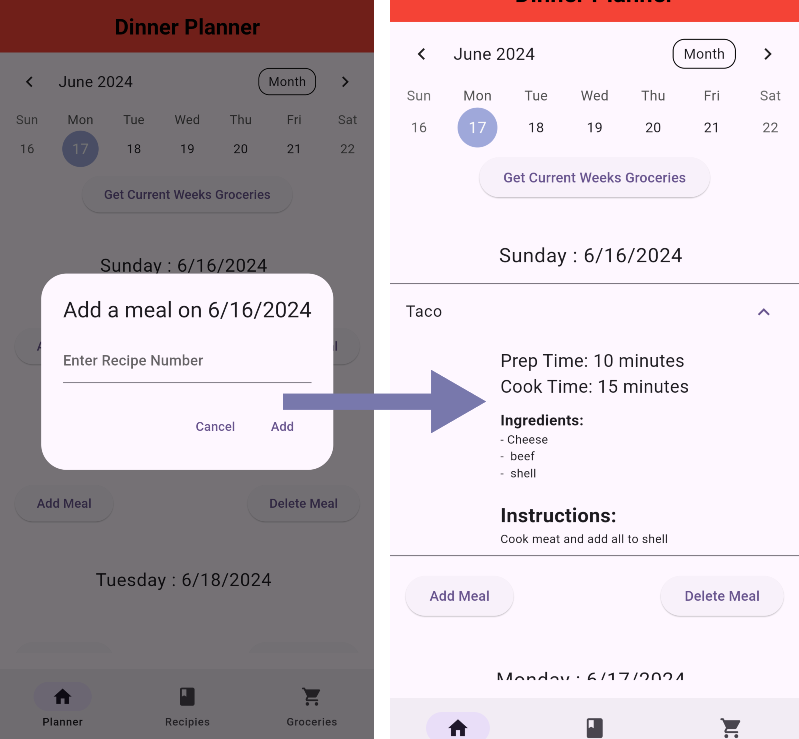 Dinner Planner
June 2024
Month
Sun Mon Tue Wed Thu Fri Sat
16 17 18 19 20 21 22
Get Current Weeks Groceries
Sunday : 6/16/2024
A
l
Add a meal on 6/16/2024
Enter Recipe Number
Cancel Add
Add Meal Delete Meal
Tuesday : 6/18/2024
Planner Recipies Groceries
Dinner Planner
June 2024
Month
Sun Mon Tue Wed Thu Fri Sat
16 17 18 19 20 21 22
Get Current Weeks Groceries
Sunday : 6/16/2024
Taco
Prep Time: 10 minutes
Cook Time: 15 minutes
Ingredients:
- Cheese
- beef
- shell
Instructions:
Cook meat and add all to shell
Add Meal Delete Meal
Monday : 6/17/2024